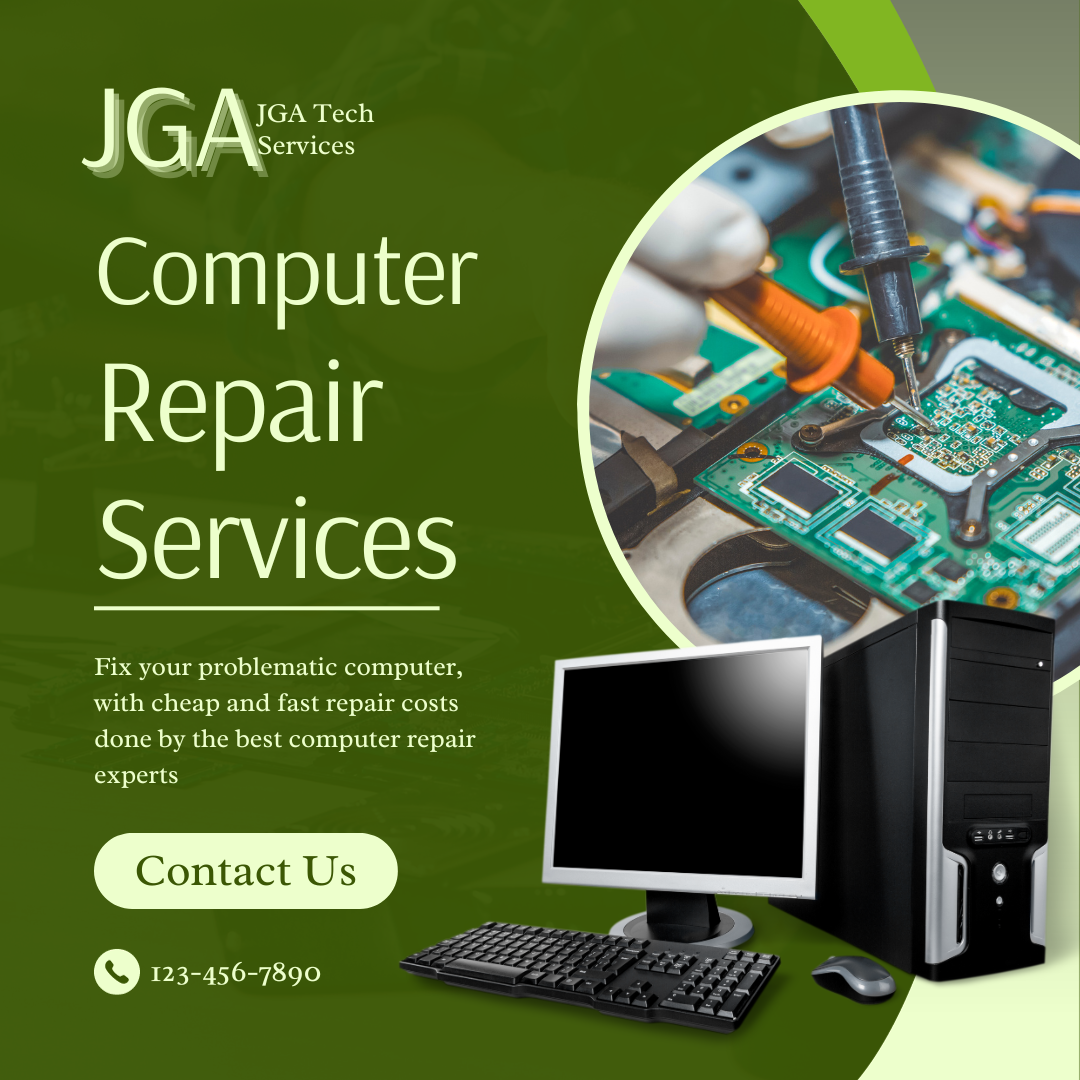 JGA
JGA Tech
Services
Computer
Repair
Services
Fix your problematic computer,
with cheap and fast repair costs
done by the best computer repair
experts
Contact Us
123-456-7890